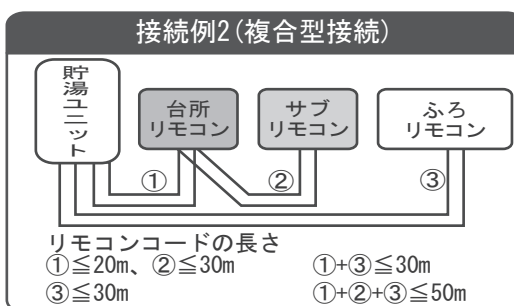 接続例2(複合型接続)
貯湯ユニット
台所
リモコン
サブ
リモコン
ふろ
リモコン
①
②
③
リモコンコードの長さ
①≦20m、②≦30m
①+③≦30m
③≦30m
①+②+③≦50m